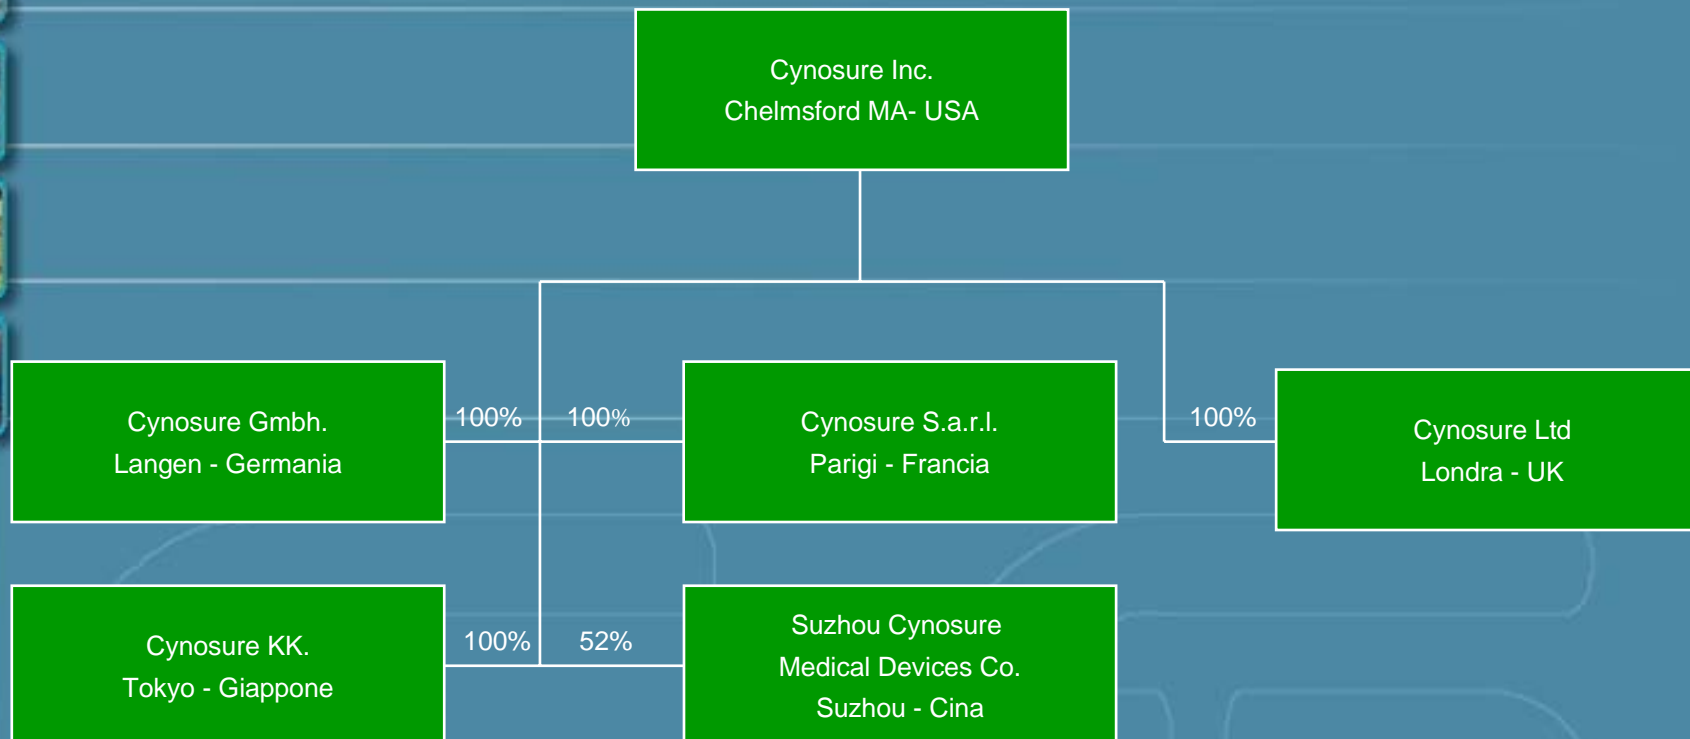 Cynosure Inc.
Chelmsford MA- USA
Cynosure Gmbh.
Langen - Germania
100%
100%
Cynosure S.a.r.l.
Parigi - Francia
100%
Cynosure Ltd
Londra - UK
Cynosure KK.
Tokyo - Giappone
100%
52%
Suzhou Cynosure
Medical Devices Co.
Suzhou - Cina